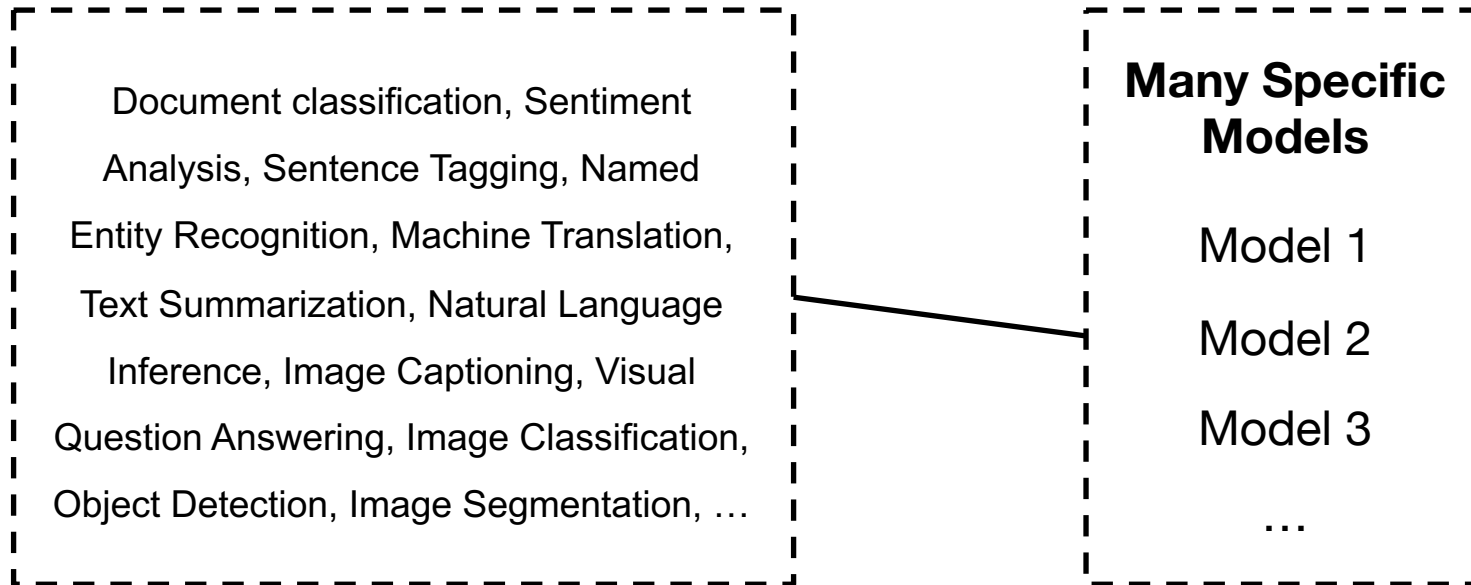 Document classification, Sentiment
Analysis, Sentence Tagging, Named
Entity Recognition, Machine Translation,
Text Summarization, Natural Language
Inference, Image Captioning, Visual
Question Answering, Image Classification,
Object Detection, Image Segmentation, …
Many Specific
Models
Model 1
Model 2
Model 3
…